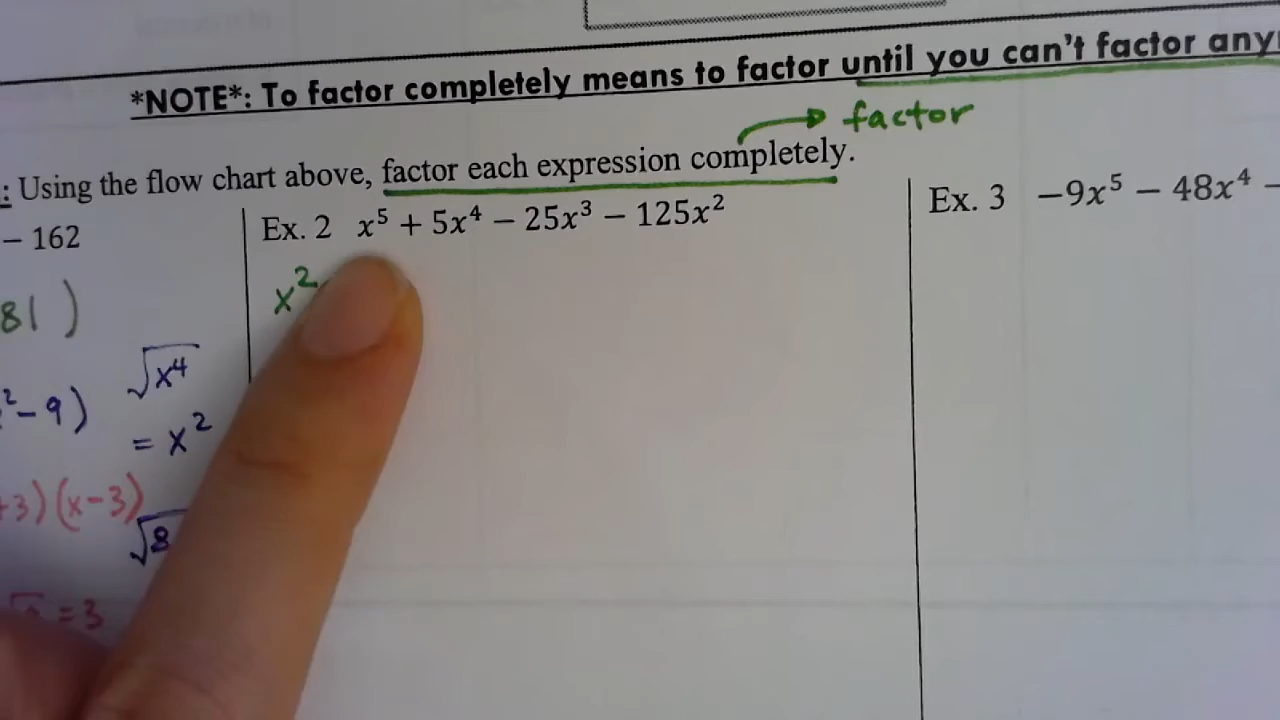 *NOTE*: To factor completely means to factor until you can't factor any
factor
: Using the flow chart above, factor each expression completely.
– 162
81 )
²– 9)
+3)(x–3)
= 3
√x⁴
= x²
√8
Ex. 2 x⁵ + 5x⁴ − 25x³ − 125x²
x²
Ex. 3 −9x⁵ − 48x⁴ −